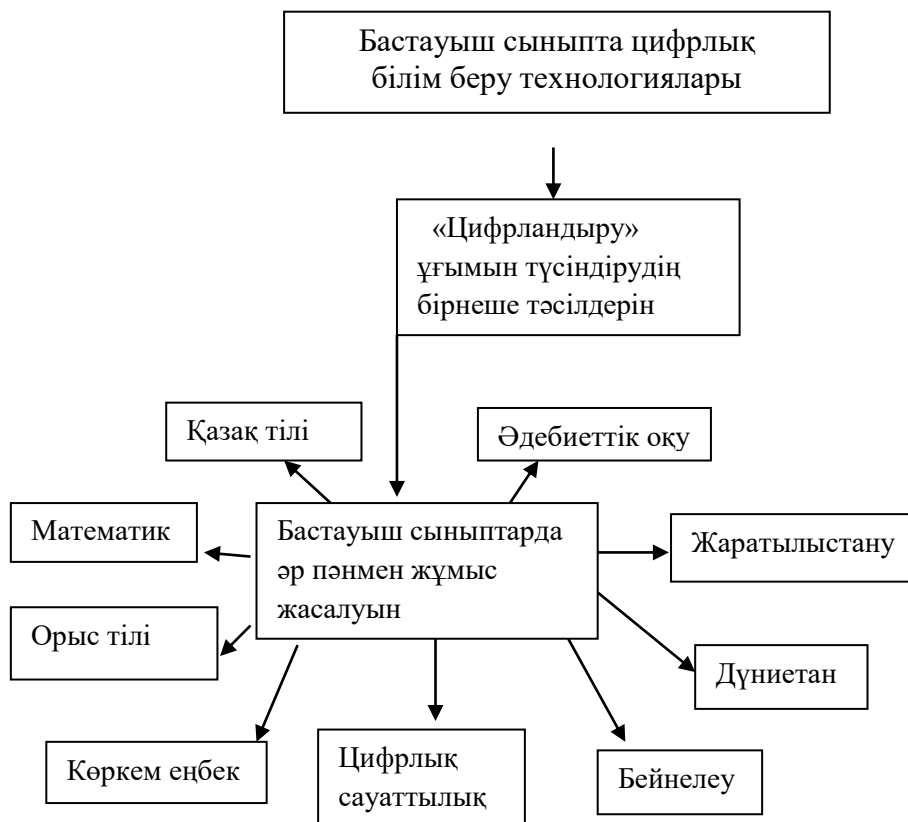 Бастауыш сыныпта цифрлық
білім беру технологиялары
«Цифрландыру»
ұғымын түсіндірудің
бірнеше тәсілдерін
Қазақ тілі
Әдебиеттік оқу
Математик
Бастауыш сыныптарда
әр пәнмен жұмыс
жасалуын
Жаратылыстану
Орыс тілі
Дүниетан
Көркем еңбек
Цифрлық
сауаттылық
Бейнелеу